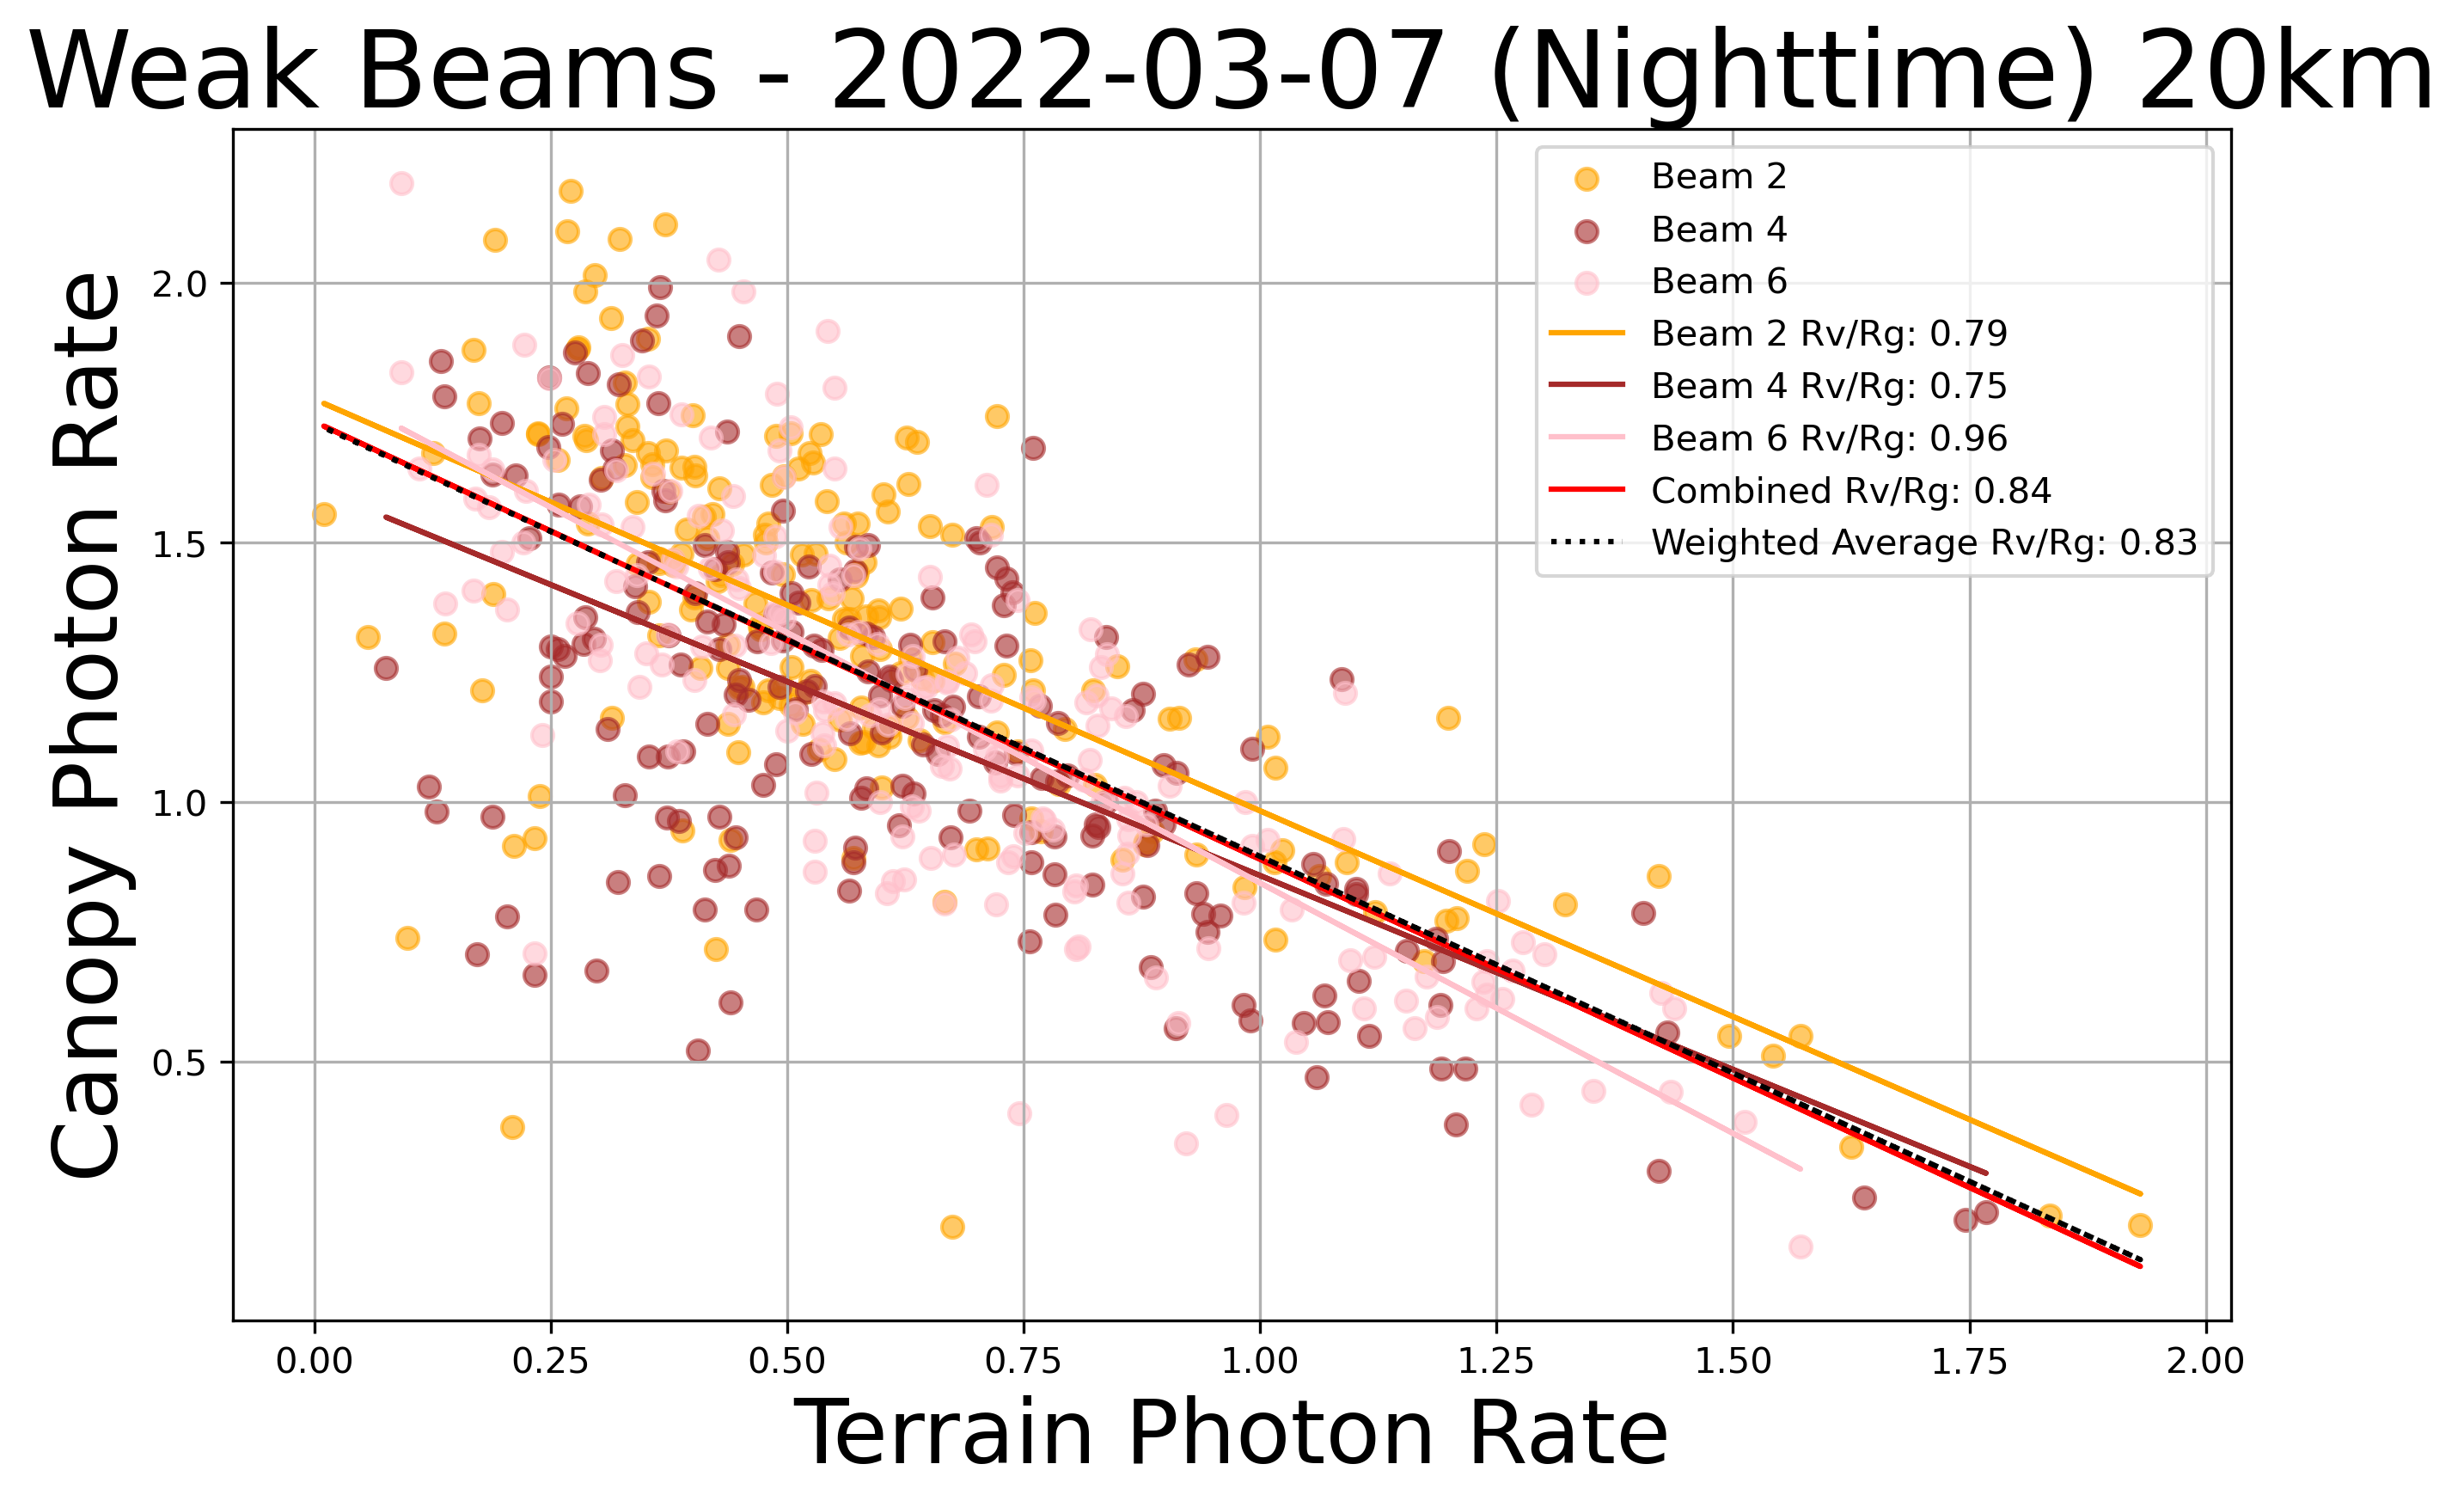 Weak Beams - 2022-03-07 (Nighttime) 20km
Beam 2
Beam 4
Beam 6
Beam 2 Rv/Rg: 0.79
Beam 4 Rv/Rg: 0.75
Beam 6 Rv/Rg: 0.96
Combined Rv/Rg: 0.84
Weighted Average Rv/Rg: 0.83
Canopy Photon Rate
2.0
1.5
1.0
0.5
0.00 0.25 0.50 0.75 1.00 1.25 1.50 1.75 2.00
Terrain Photon Rate